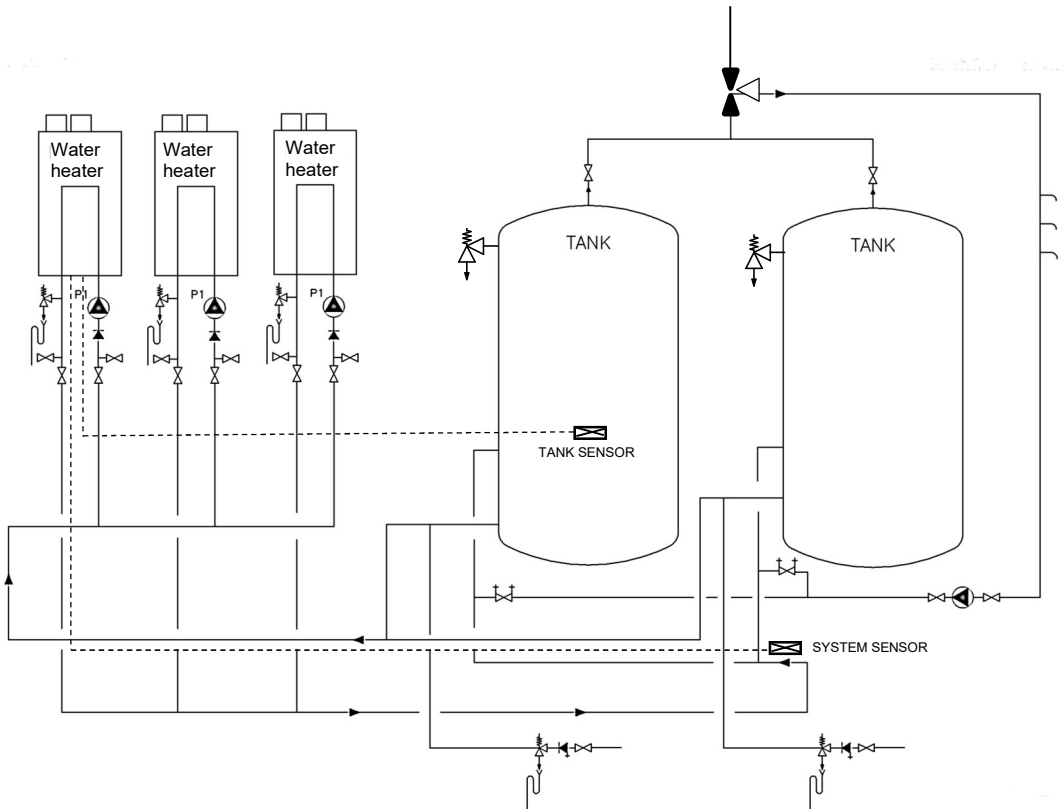 Water
heater
Water
heater
Water
heater
TANK
TANK
P1
P1
P1
TANK SENSOR
SYSTEM SENSOR